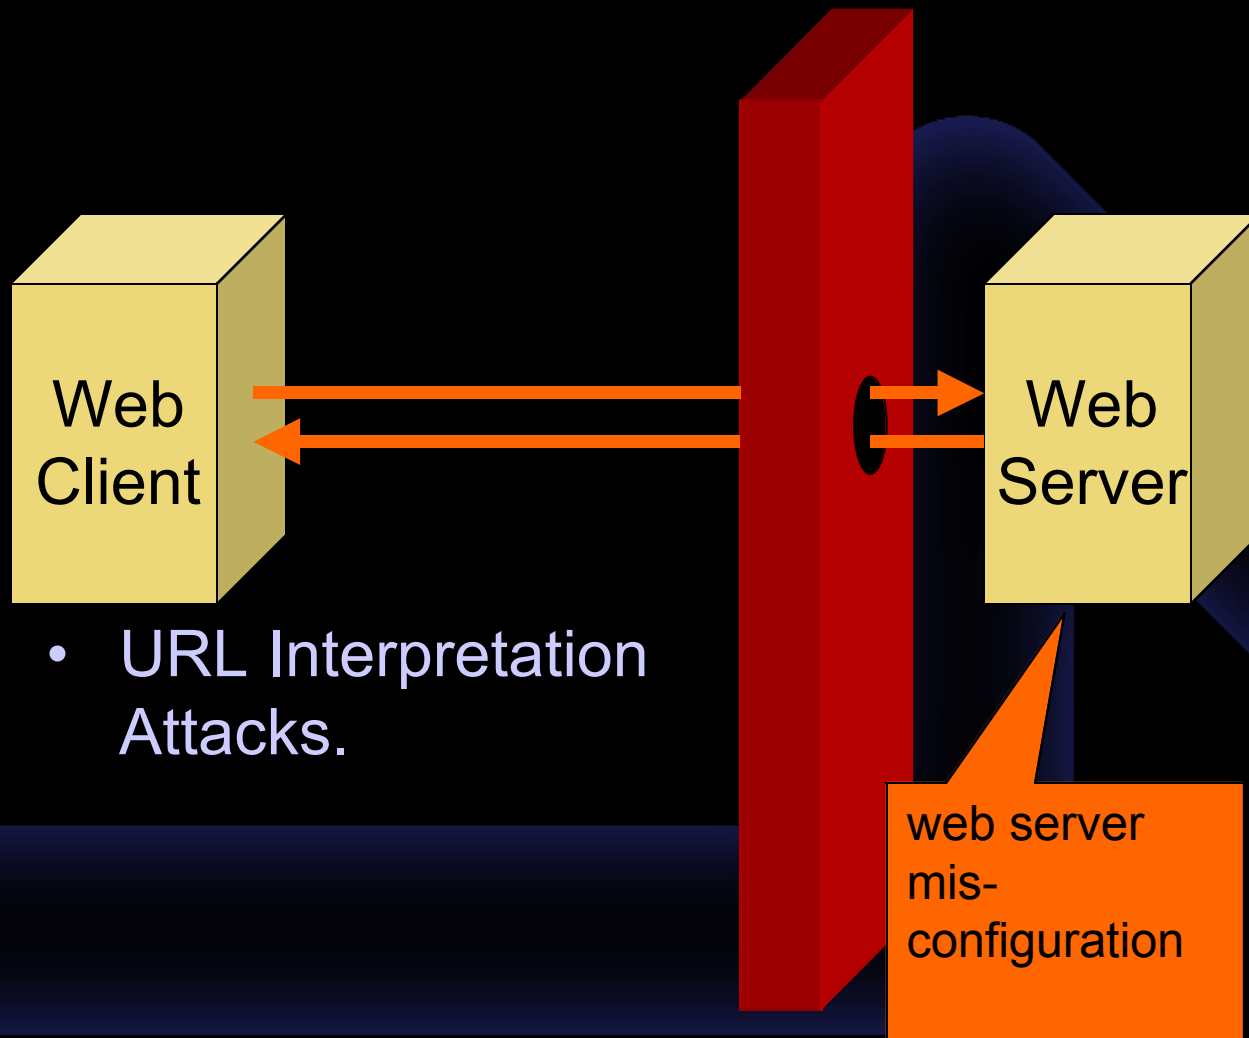 Web
Client
Web
Server
• URL Interpretation
Attacks.
web server
mis-
configuration